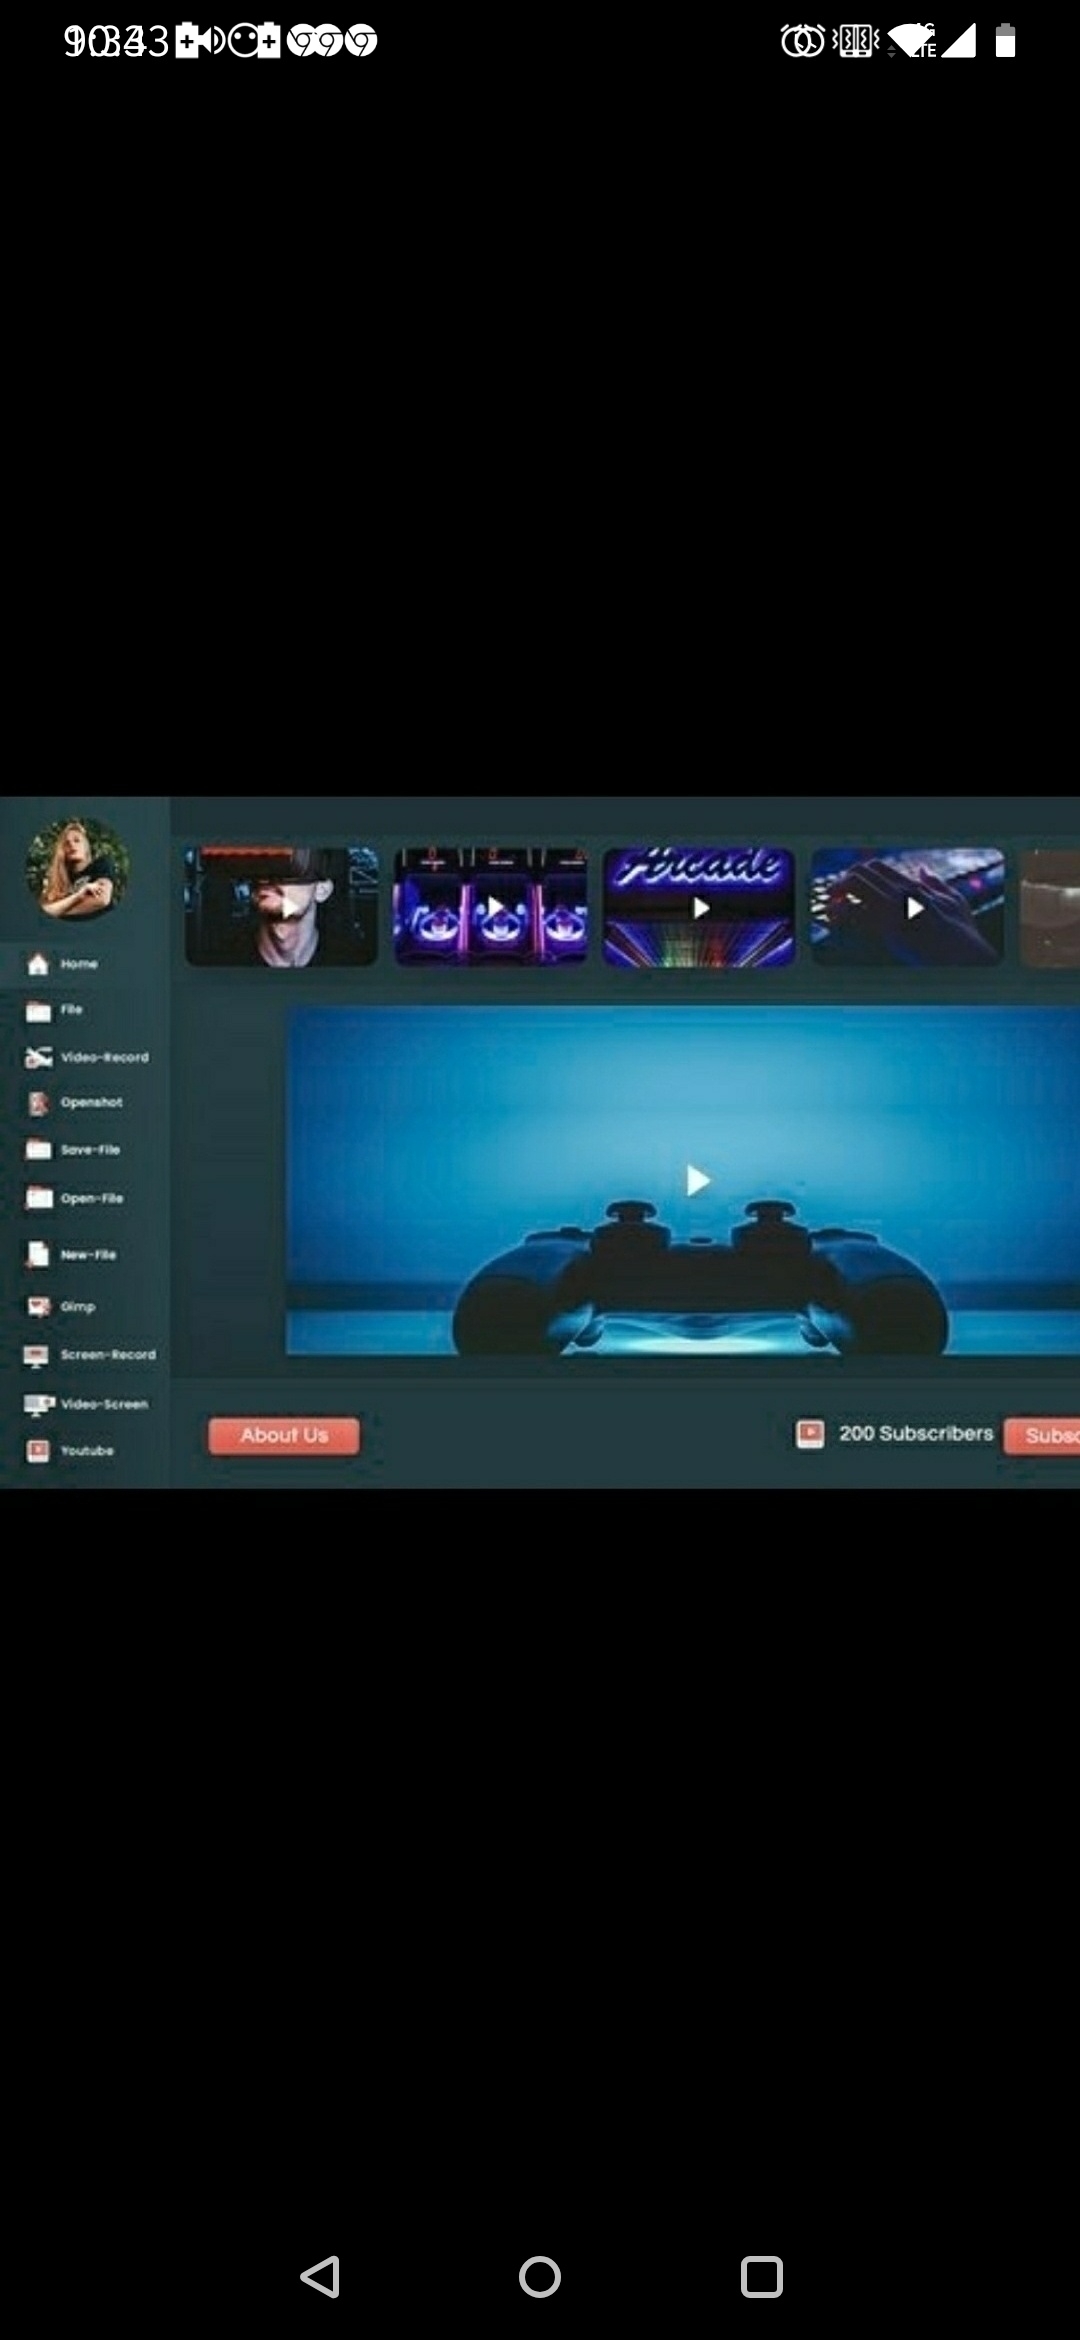 Arcade
Home
File
Video-Record
Openshot
Save-File
Open-File
New-File
Gimp
Screen-Record
Video-Screen
Youtube
About Us
200 Subscribers
Subsc